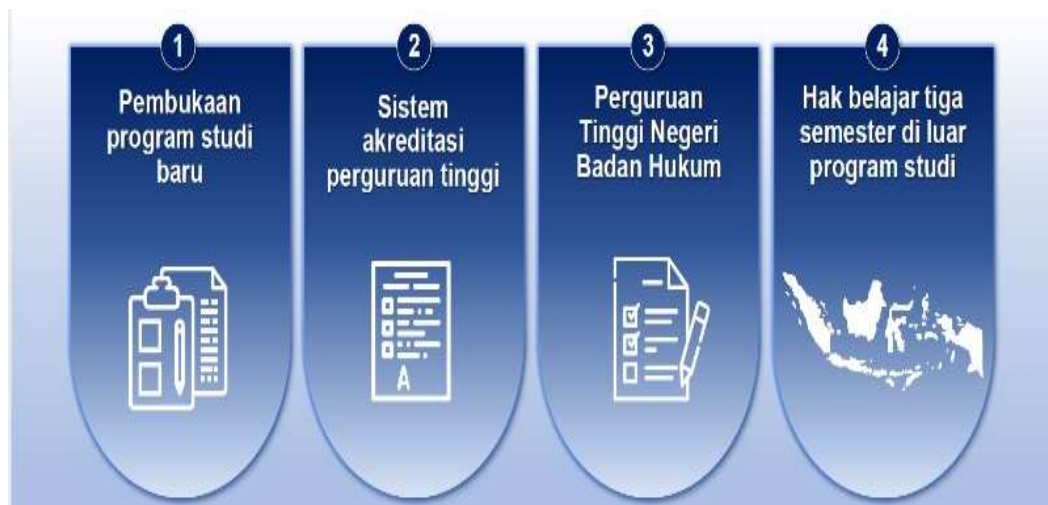 1
Pembukaan
program studi
baru
2
Sistem
akreditasi
perguruan tinggi
A
3
Perguruan
Tinggi Negeri
Badan Hukum
4
Hak belajar tiga
semester di luar
program studi